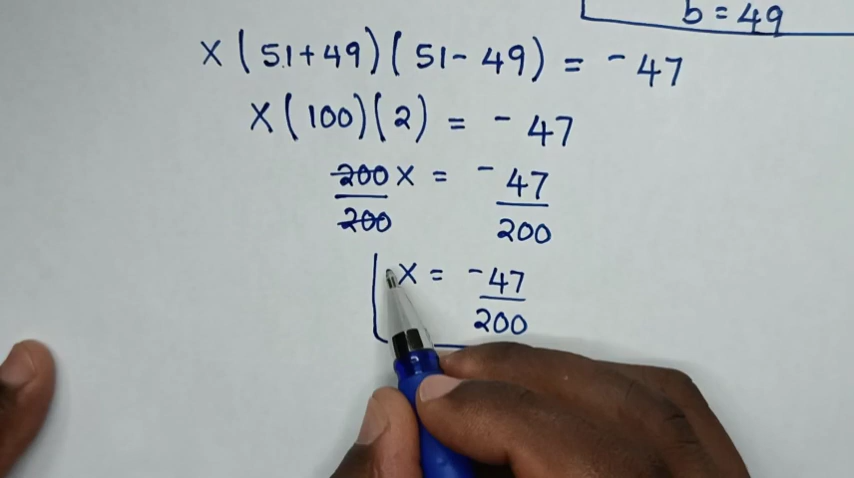 b = 49
x (51+49)(51-49) = -47
x (100)(2) = -47
200x = -47
200 200
x = -47
200